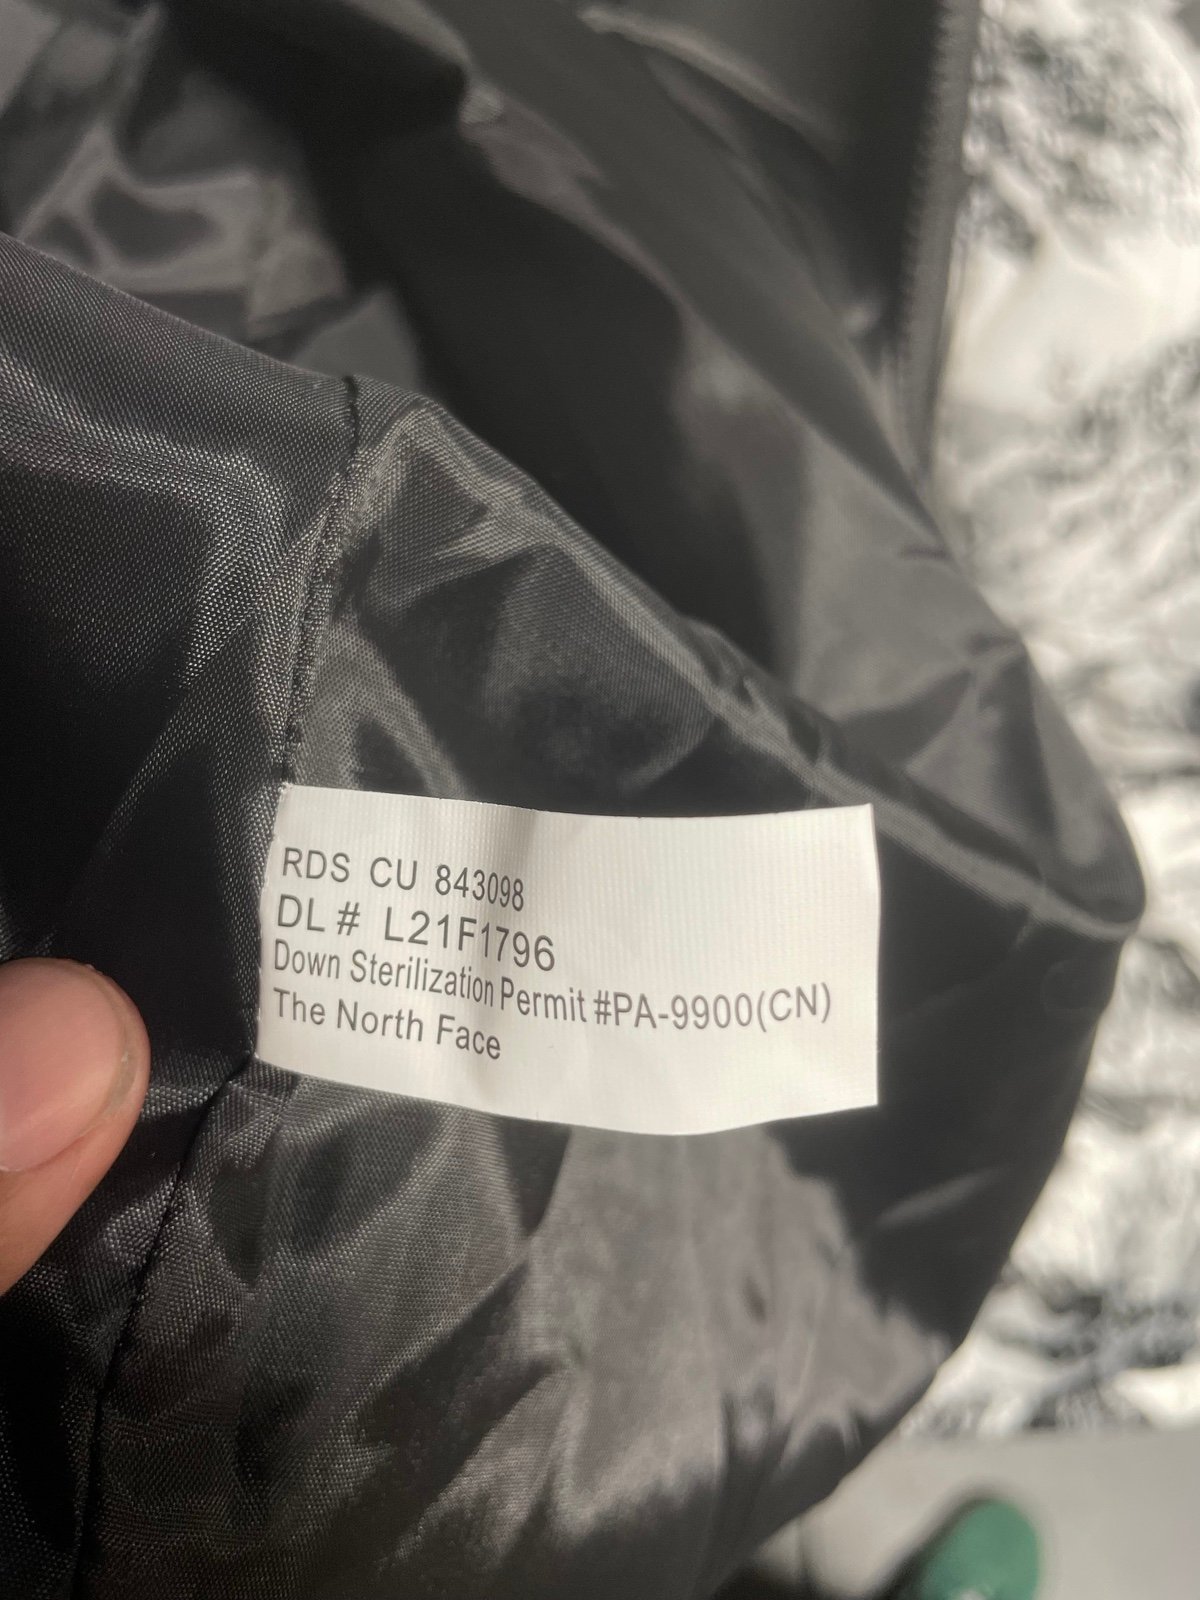 RDS CU 843098
DL # L21F1796
Down Sterilization Permit #PA-9900(CN)
The North Face